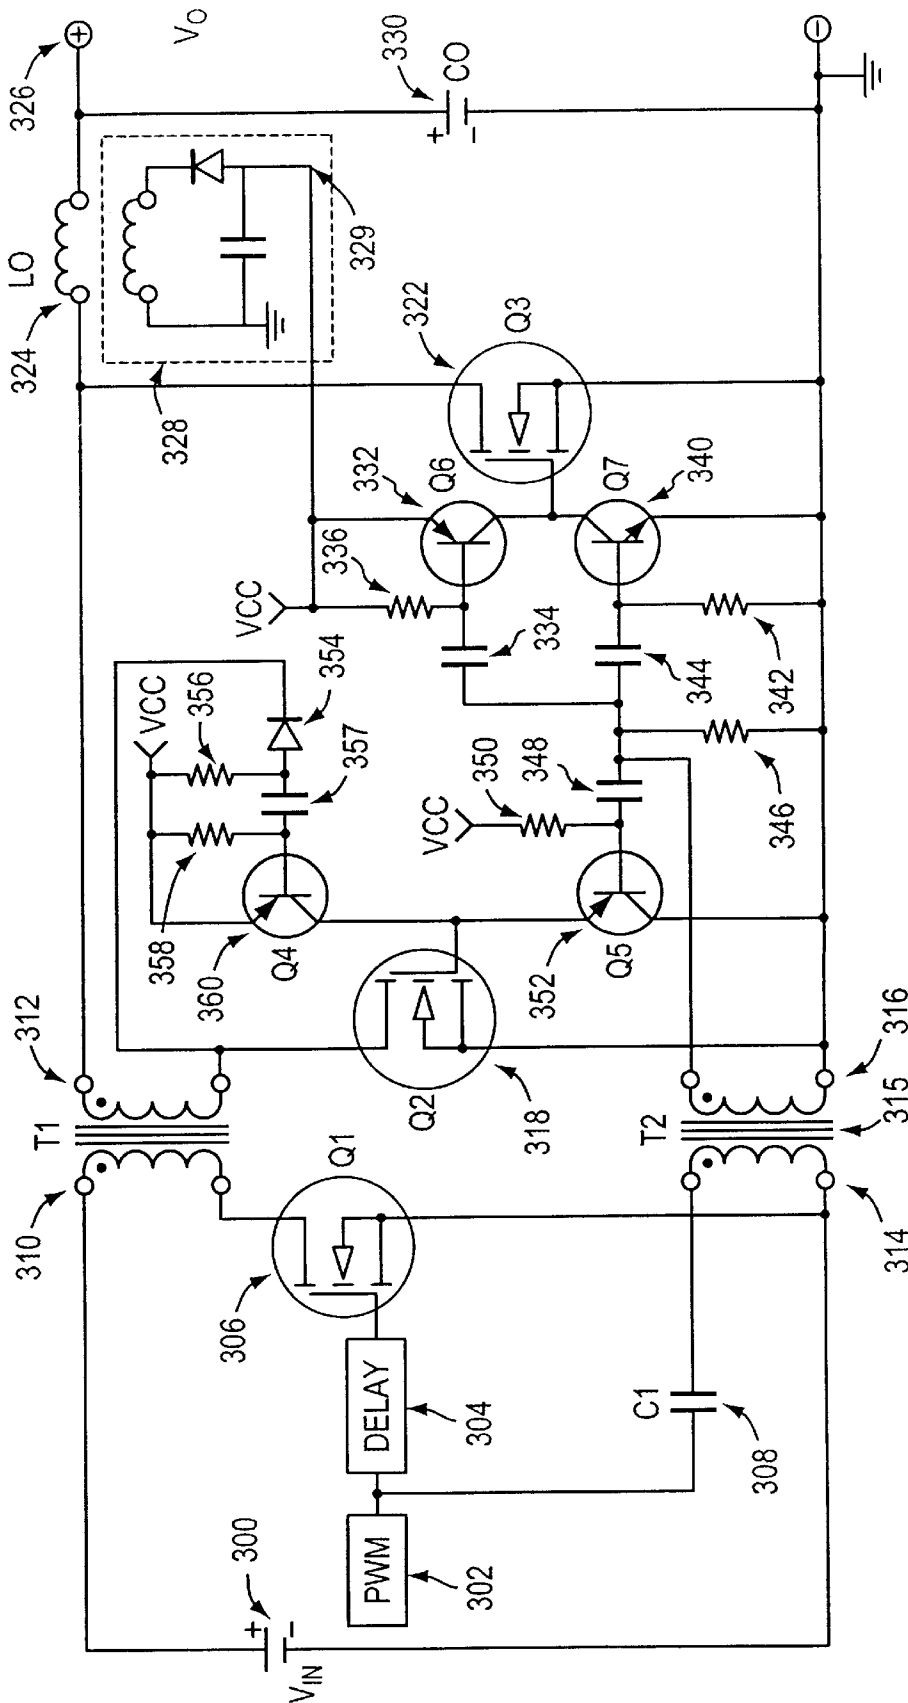 326
+
V_O
330
CO
+
-
−
LO
324
328
329
322
Q3
332
Q6
340
Q7
VCC
336
334
344
342
346
354
356
VCC
357
358
360
Q4
VCC
350
348
352
Q5
312
T1
310
Q2
318
316
315
T2
314
Q1
306
DELAY
304
C1
308
PWM
302
300
+
-
V_IN